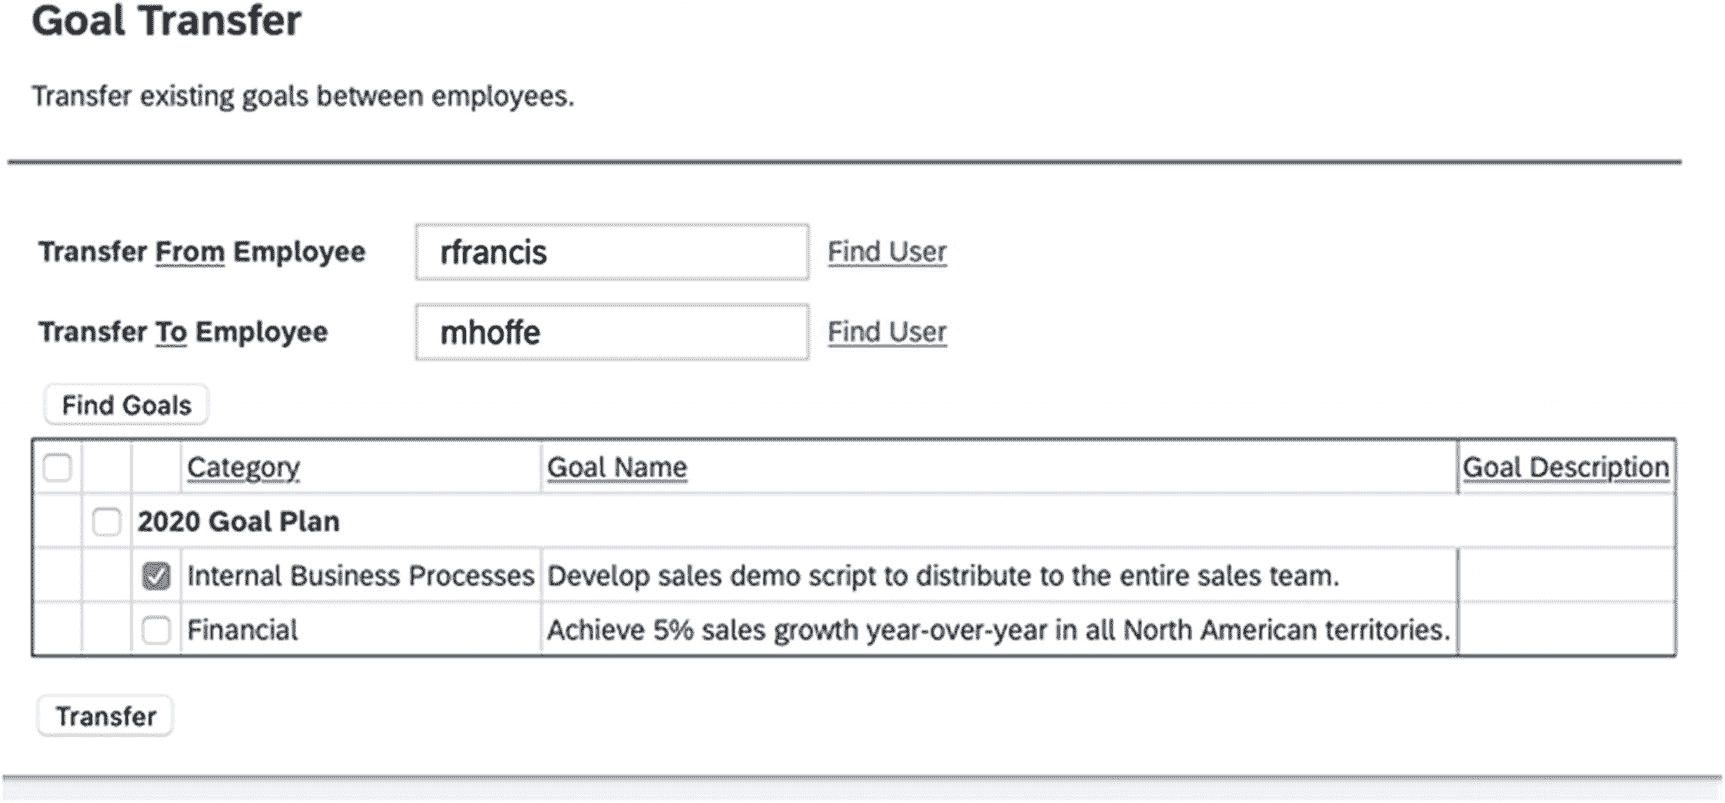 Goal Transfer
Transfer existing goals between employees.
Transfer From Employee rfrancis Find User
Transfer To Employee mhoffe Find User
Find Goals
Category Goal Name Goal Description
2020 Goal Plan
Internal Business Processes Develop sales demo script to distribute to the entire sales team.
Financial Achieve 5% sales growth year-over-year in all North American territories.
Transfer